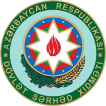 AZƏRBAYCAN RESPUBLİKASI
DÖVLƏT SƏRHƏD XİDMƏTİ